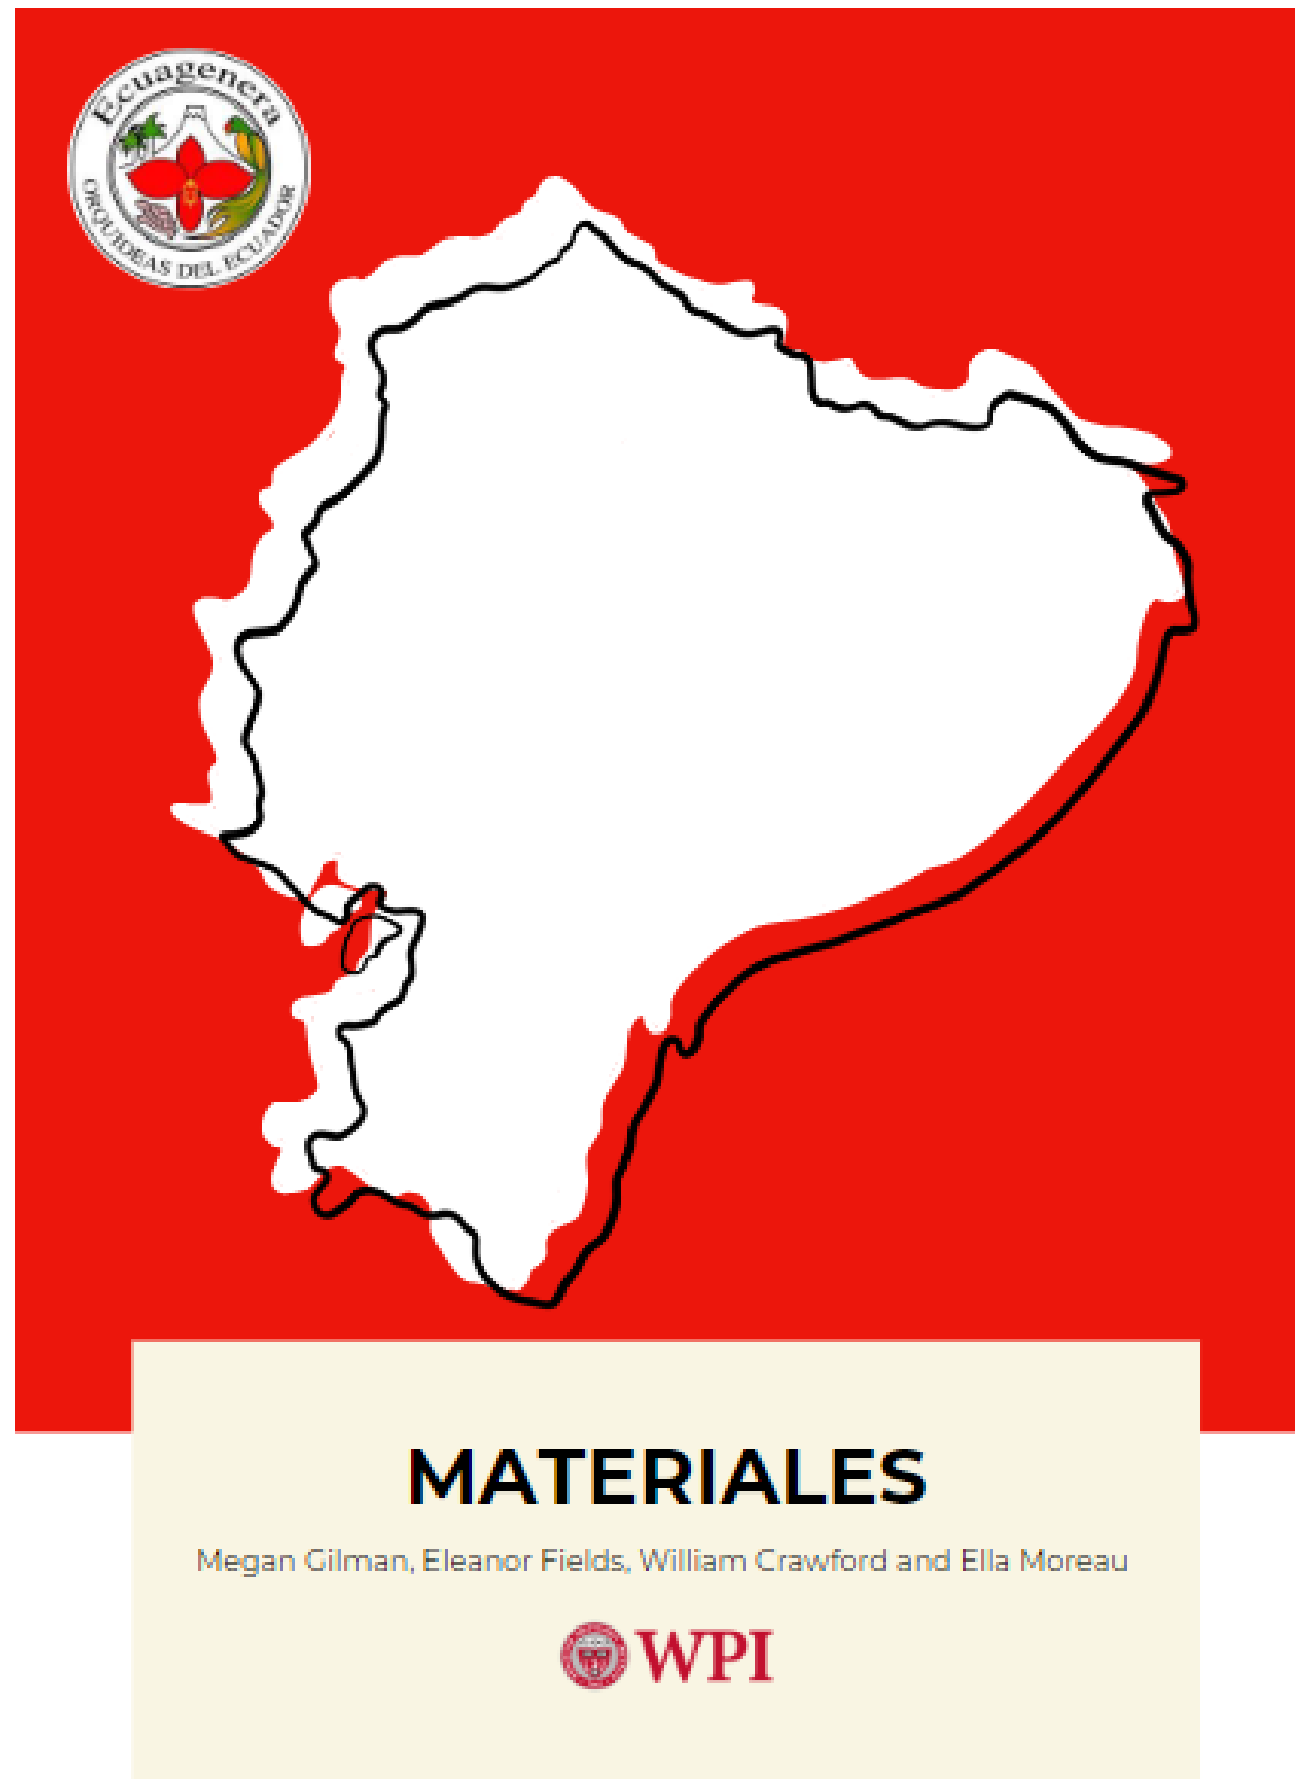 Ecuagenera
ORQUIDEAS DEL ECUADOR
MATERIALES
Megan Gilman, Eleanor Fields, William Crawford and Ella Moreau
WPI